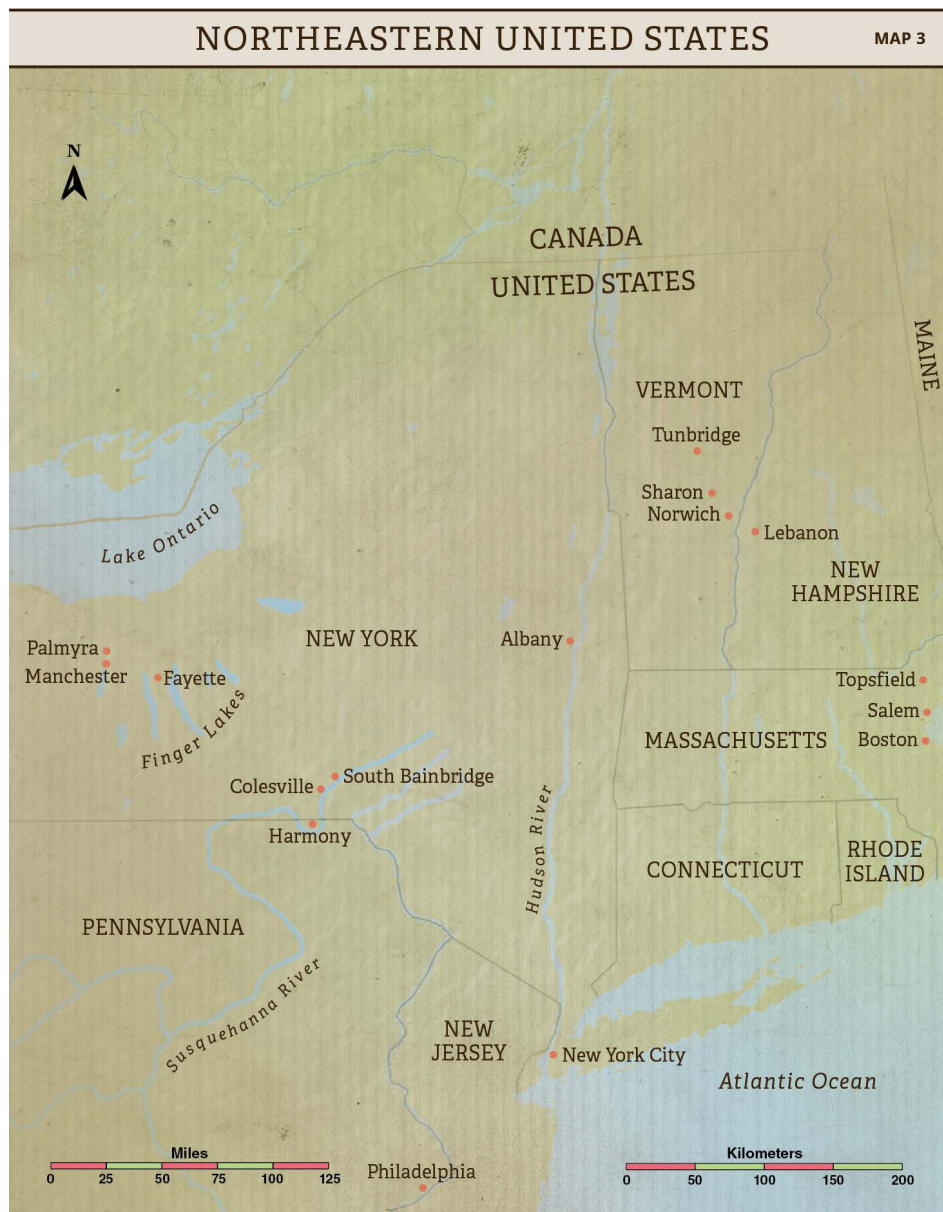 NORTHEASTERN UNITED STATES
MAP 3
N
CANADA
UNITED STATES
MAINE
VERMONT
Tunbridge
Sharon
Norwich
Lebanon
Lake Ontario
NEW
HAMPSHIRE
NEW YORK
Albany
Palmyra
Manchester
Fayette
Finger Lakes
Topsfield
Salem
Boston
MASSACHUSETTS
South Bainbridge
Colesville
Harmony
Hudson River
CONNECTICUT
RHODE
ISLAND
PENNSYLVANIA
Susquehanna River
NEW
JERSEY
New York City
Atlantic Ocean
Philadelphia
Miles
0 25 50 75 100 125
Kilometers
0 50 100 150 200